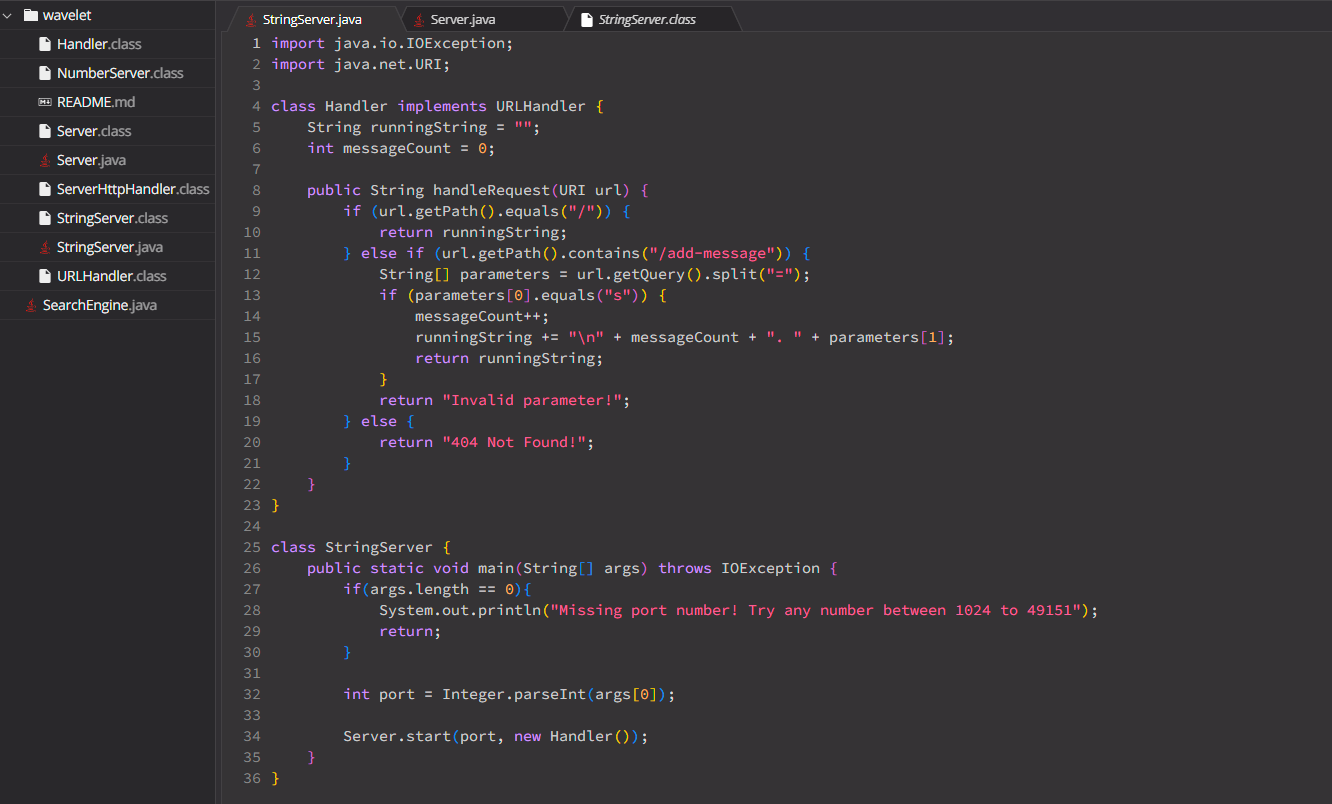 wavelet
Handler.class
NumberServer.class
README.md
Server.class
Server.java
ServerHttpHandler.class
StringServer.class
StringServer.java
URLHandler.class
SearchEngine.java
StringServer.java Server.java StringServer.class
1 import java.io.IOException;
2 import java.net.URI;
3
4 class Handler implements URLHandler {
5     String runningString = "";
6     int messageCount = 0;
7
8     public String handleRequest(URI url) {
9         if (url.getPath().equals("/")) {
10             return runningString;
11         } else if (url.getPath().contains("/add-message")) {
12             String[] parameters = url.getQuery().split("=");
13             if (parameters[0].equals("s")) {
14                 messageCount++;
15                 runningString += "\n" + messageCount + ". " + parameters[1];
16                 return runningString;
17             }
18             return "Invalid parameter!";
19         } else {
20             return "404 Not Found!";
21         }
22     }
23 }
24
25 class StringServer {
26     public static void main(String[] args) throws IOException {
27         if(args.length == 0){
28             System.out.println("Missing port number! Try any number between 1024 to 49151");
29             return;
30         }
31
32         int port = Integer.parseInt(args[0]);
33
34         Server.start(port, new Handler());
35     }
36 }